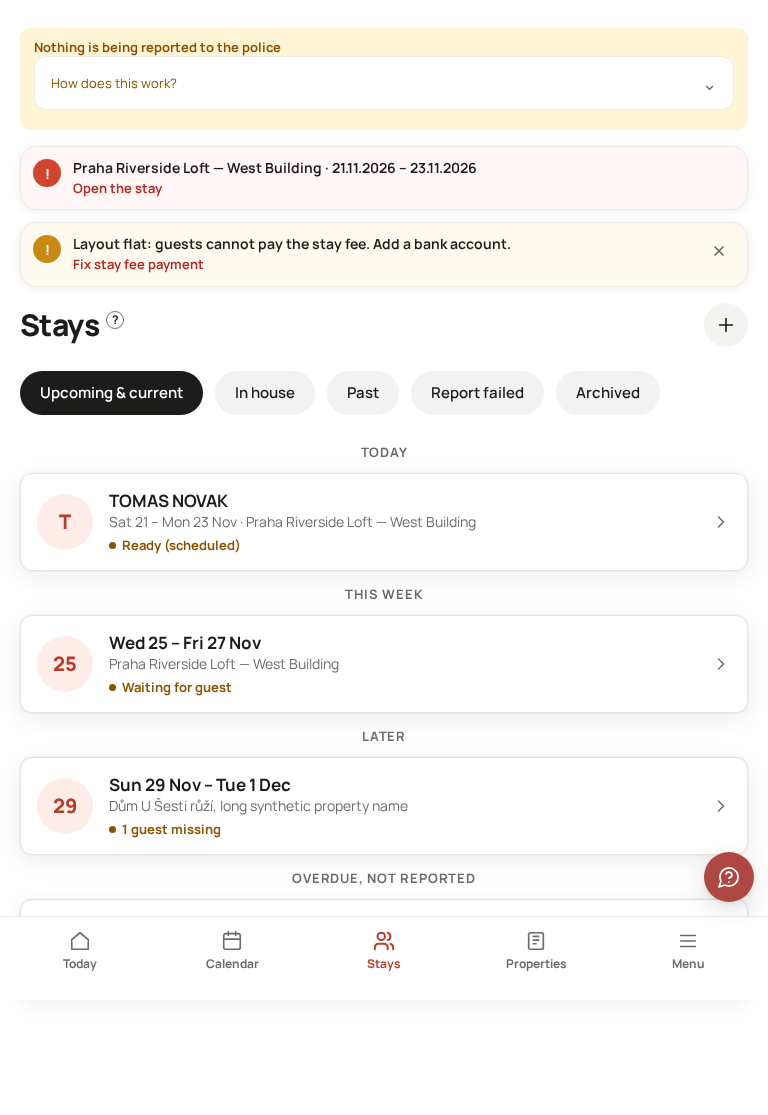 Nothing is being reported to the police
How does this work?
!
Praha Riverside Loft — West Building · 21.11.2026 – 23.11.2026
Open the stay
!
Layout flat: guests cannot pay the stay fee. Add a bank account.
Fix stay fee payment
Stays ?
Upcoming & current In house Past Report failed Archived
TODAY
T
TOMAS NOVAK
Sat 21 – Mon 23 Nov · Praha Riverside Loft — West Building
Ready (scheduled)
THIS WEEK
25
Wed 25 – Fri 27 Nov
Praha Riverside Loft — West Building
Waiting for guest
LATER
29
Sun 29 Nov – Tue 1 Dec
Dům U Šesti růží, long synthetic property name
1 guest missing
OVERDUE, NOT REPORTED
Today Calendar Stays Properties Menu